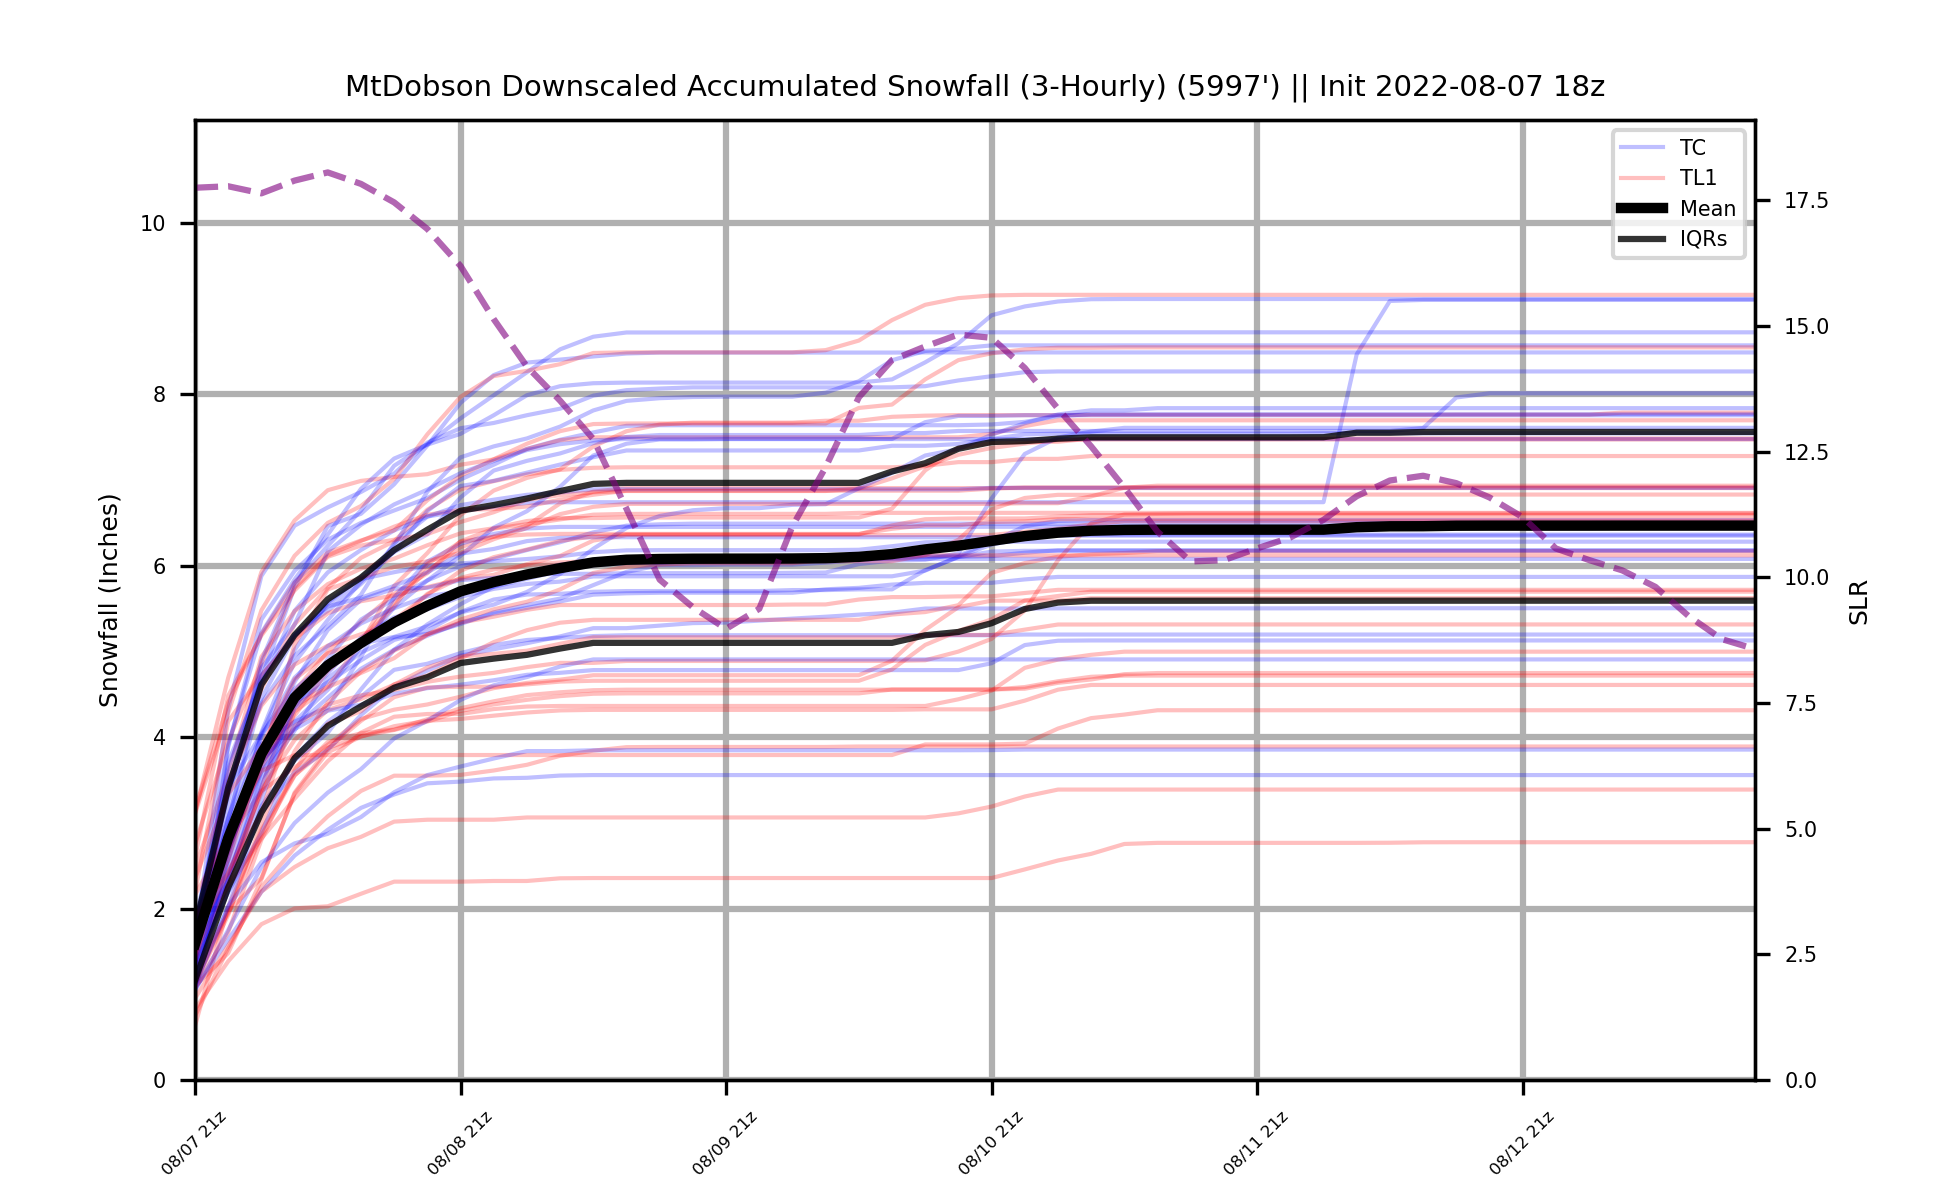 MtDobson Downscaled Accumulated Snowfall (3-Hourly) (5997') || Init 2022-08-07 18z
TC
TL1
Mean
IQRs
Snowfall (Inches)
10
8
6
4
2
0
SLR
17.5
15.0
12.5
10.0
7.5
5.0
2.5
0.0
08/07 21z
08/08 21z
08/09 21z
08/10 21z
08/11 21z
08/12 21z